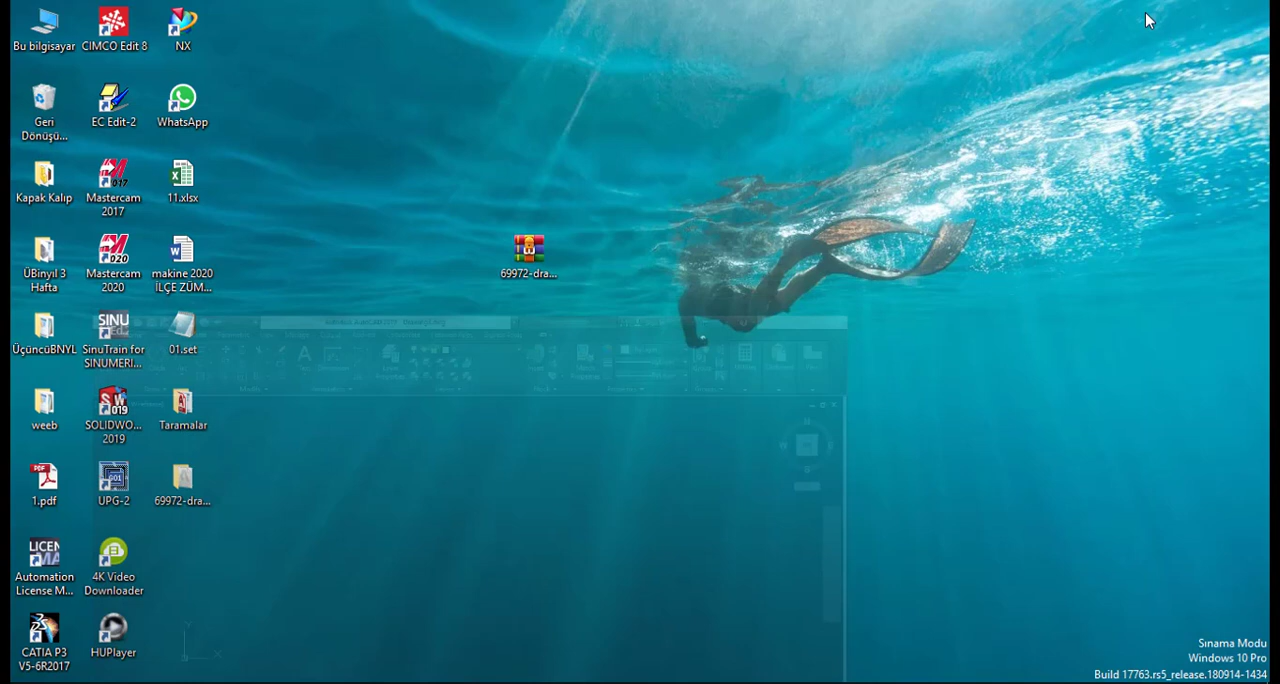 Bu bilgisayar
CIMCO Edit 8
NX
Geri
Dönüşü...
EC Edit-2
WhatsApp
Kapak Kalıp
Mastercam
2017
11.xlsx
ÜBinyıl 3
Hafta
Mastercam
2020
makine 2020
İLÇE ZÜM...
69972-dra...
ÜçüncüBNYL
SinuTrain for
SINUMERI...
01.set
weeb
SOLIDWO...
2019
Taramalar
1.pdf
UPG-2
69972-dra...
Automation
License M...
4K Video
Downloader
CATIA P3
V5-6R2017
HUPlayer
Sınama Modu
Windows 10 Pro
Build 17763.rs5_release.180914-1434